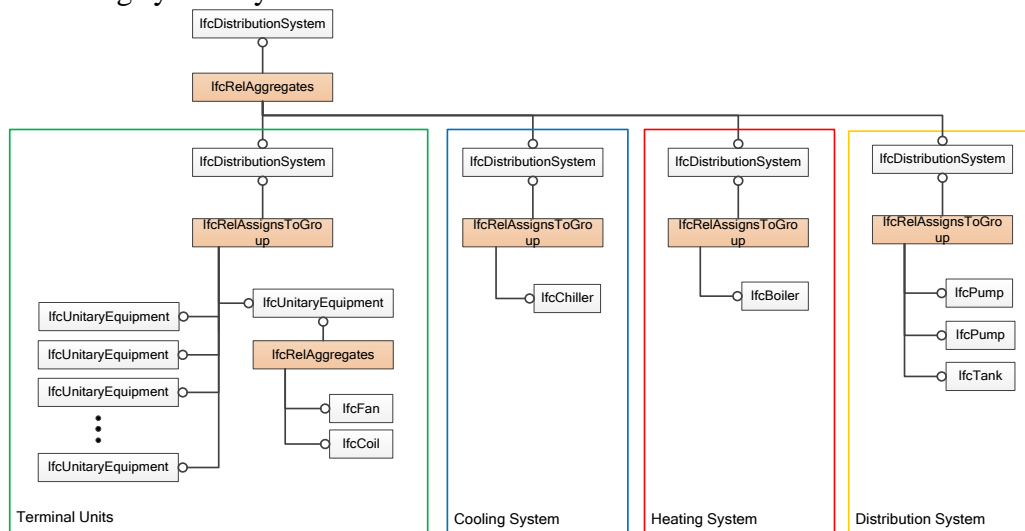 IfcDistributionSystem
IfcRelAggregates
IfcDistributionSystem
IfcRelAssignsToGro
up
IfcUnitaryEquipment
IfcUnitaryEquipment
IfcUnitaryEquipment
IfcUnitaryEquipment
IfcUnitaryEquipment
IfcRelAggregates
IfcFan
IfcCoil
Terminal Units
IfcDistributionSystem
IfcRelAssignsToGro
up
IfcChiller
Cooling System
IfcDistributionSystem
IfcRelAssignsToGro
up
IfcBoiler
Heating System
IfcDistributionSystem
IfcRelAssignsToGro
up
IfcPump
IfcPump
IfcTank
Distribution System